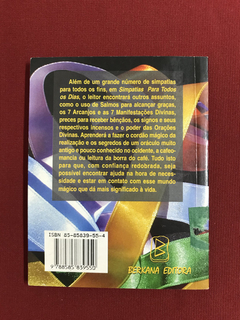 Além de um grande número de simpatias
para todos os fins, em Simpatias Para Todos
os Dias, o leitor encontrará outros assuntos,
como o uso de Salmos para alcançar graças,
os 7 Arcanjos e as 7 Manifestações Divinas,
preces para receber bênçãos, os signos e seus
respectivos incensos e o poder das Orações
Divinas. Aprenderá a fazer o cordão mágico da
realização e os segredos de um oráculo muito
antigo e pouco conhecido no ocidente, a cafeo-
mancia ou leitura da borra do café. Tudo isto
para que, com confiança redobrada, seja
possível encontrar ajuda na hora de neces-
sidade e estar em contato com esse mundo
mágico que dá mais significado à vida.
ISBN 85-85839-55-4
9 788585 839550
BERKANA EDITORA